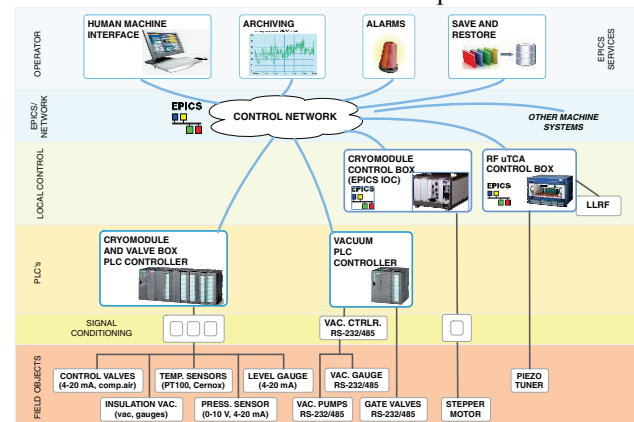 HUMAN MACHINE
INTERFACE
ARCHIVING
ALARMS
SAVE AND
RESTORE
OPERATOR
EPICS
SERVICES
EPICS/
NETWORK
EPICS
CONTROL NETWORK
OTHER MACHINE
SYSTEMS
LOCAL CONTROL
CRYOMODULE
CONTROL BOX
(EPICS IOC)
EPICS
RF uTCA
CONTROL BOX
EPICS
LLRF
PLC's
CRYOMODULE
AND VALVE BOX
PLC CONTROLLER
VACUUM
PLC
CONTROLLER
SIGNAL
CONDITIONING
VAC. CTRLR.
RS-232/485
FIELD OBJECTS
CONTROL VALVES
(4-20 mA, comp.air)
TEMP. SENSORS
(PT100, Cernox)
LEVEL GAUGE
(4-20 mA)
VAC. GAUGE
RS-232/485
PIEZO
TUNER
INSULATION VAC.
(vac, gauges)
PRESS. SENSOR
(0-10 V, 4-20 mA)
VAC. PUMPS
RS-232/485
GATE VALVES
RS-232/485
STEPPER
MOTOR